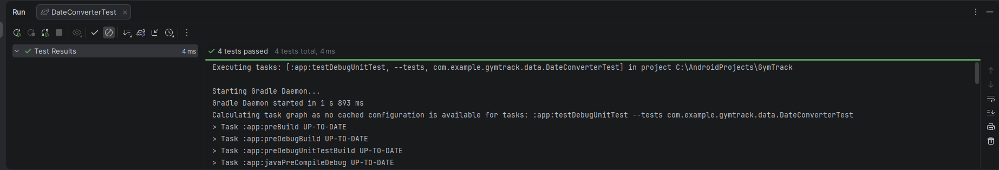 Run DateConverterTest
Test Results 4 ms
4 tests passed 4 tests total, 4 ms
Executing tasks: [:app:testDebugUnitTest, --tests, com.example.gymtrack.data.DateConverterTest] in project C:\AndroidProjects\GymTrack
Starting Gradle Daemon...
Gradle Daemon started in 1 s 893 ms
Calculating task graph as no cached configuration is available for tasks: :app:testDebugUnitTest --tests com.example.gymtrack.data.DateConverterTest
> Task :app:preBuild UP-TO-DATE
> Task :app:preDebugBuild UP-TO-DATE
> Task :app:preDebugUnitTestBuild UP-TO-DATE
> Task :app:javaPreCompileDebug UP-TO-DATE